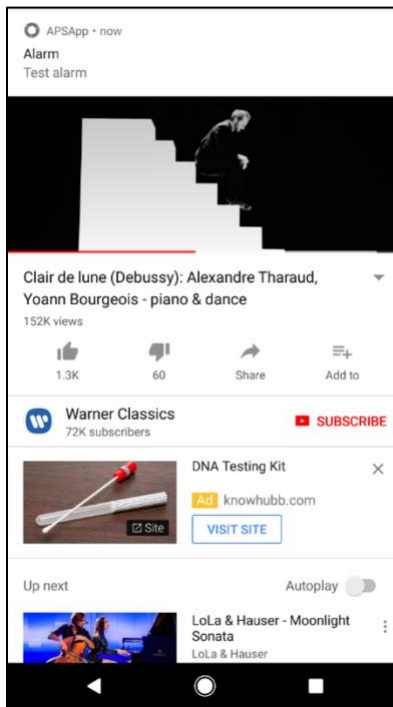 APSApp • now
Alarm
Test alarm
Clair de lune (Debussy): Alexandre Tharaud,
Yoann Bourgeois - piano & dance
152K views
1.3K
60
Share
Add to
Warner Classics
72K subscribers
SUBSCRIBE
DNA Testing Kit
Ad knowhubb.com
Site
VISIT SITE
Up next
Autoplay
LoLa & Hauser - Moonlight
Sonata
LoLa & Hauser